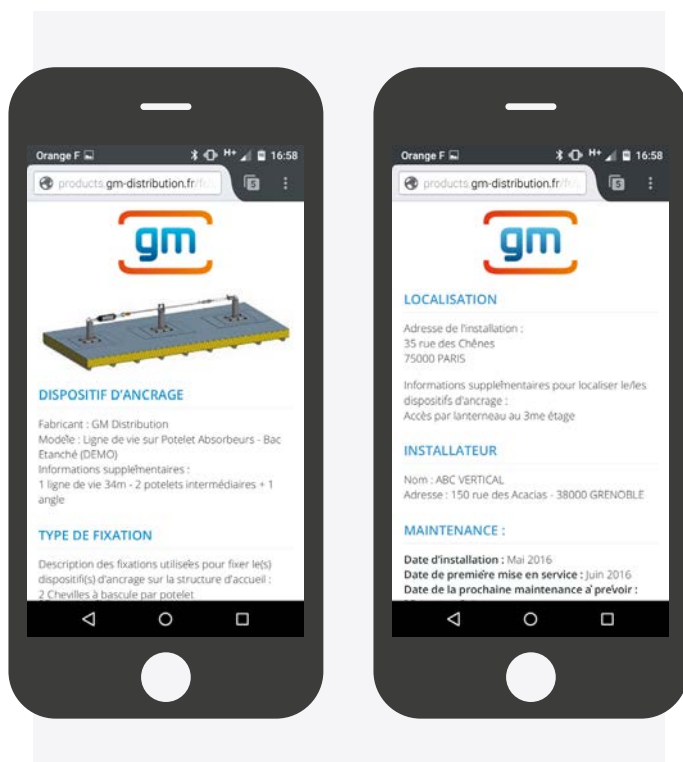 Orange F H+ 16:58
products.gm-distribution.fr/fr/
5
gm
DISPOSITIF D'ANCRAGE
Fabricant : GM Distribution
Modèle : Ligne de vie sur Potelet Absorbeurs - Bac
Etanché (DEMO)
Informations supplémentaires :
1 ligne de vie 34m - 2 potelets intermédiaires + 1
angle
TYPE DE FIXATION
Description des fixations utilisées pour fixer le(s)
dispositif(s) d'ancrage sur la structure d'accueil :
2 Chevilles à bascule par potelet
Orange F H+ 16:58
products.gm-distribution.fr/fr/
5
gm
LOCALISATION
Adresse de l'installation :
35 rue des Chênes
75000 PARIS
Informations supplémentaires pour localiser le/les
dispositifs d'ancrage :
Accès par lanterneau au 3me étage
INSTALLATEUR
Nom : ABC VERTICAL
Adresse : 150 rue des Acacias - 38000 GRENOBLE
MAINTENANCE :
Date d'installation : Mai 2016
Date de première mise en service : Juin 2016
Date de la prochaine maintenance à prévoir :